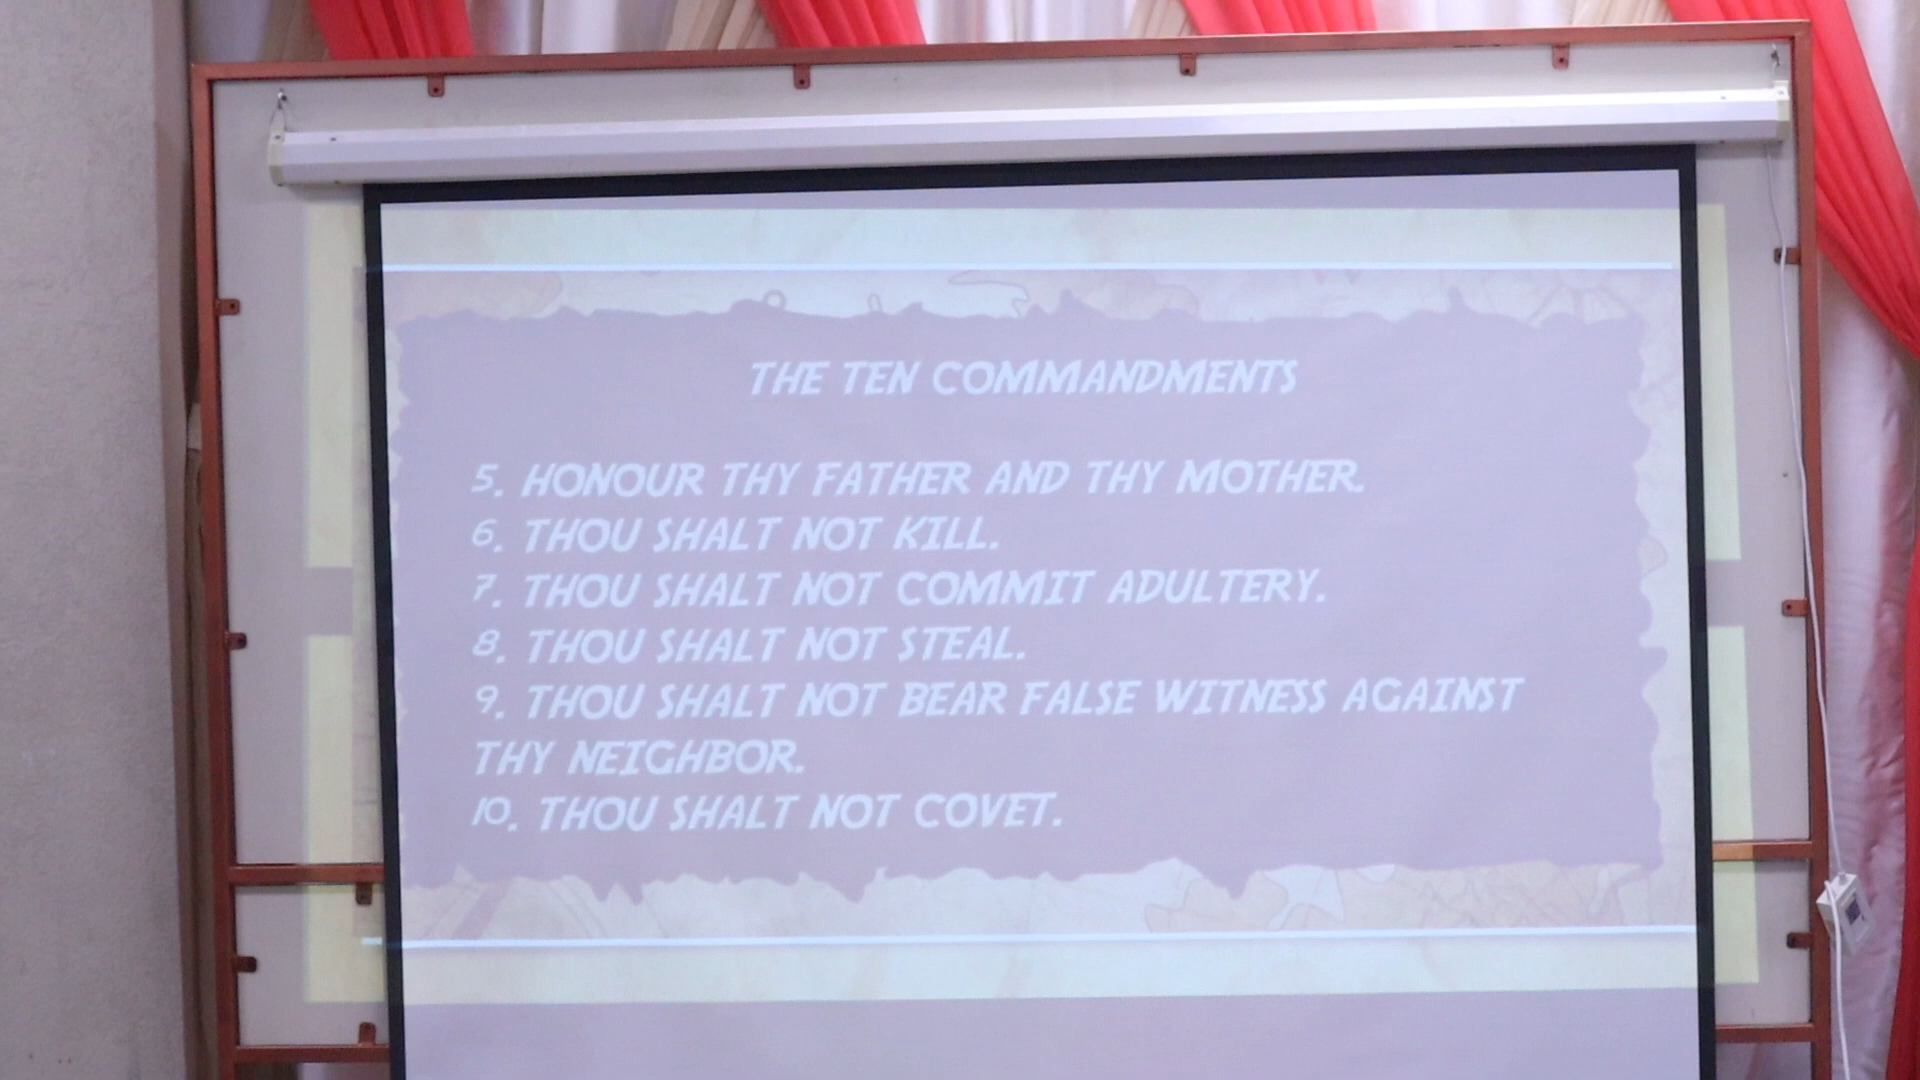 THE TEN COMMANDMENTS
5. HONOUR THY FATHER AND THY MOTHER.
6. THOU SHALT NOT KILL.
7. THOU SHALT NOT COMMIT ADULTERY.
8. THOU SHALT NOT STEAL.
9. THOU SHALT NOT BEAR FALSE WITNESS AGAINST
THY NEIGHBOR.
10. THOU SHALT NOT COVET.